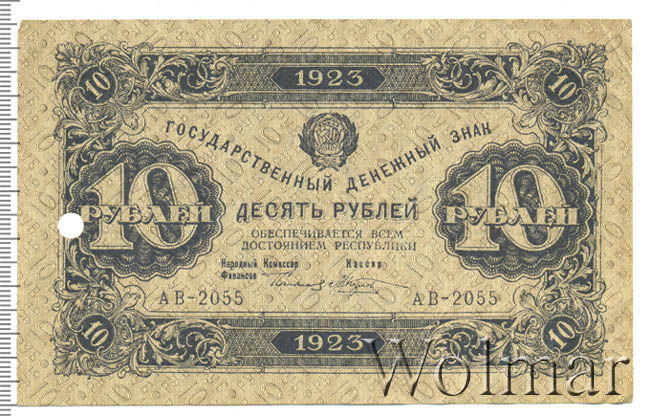 10 1923 10
ГОСУДАРСТВЕННЫЙ ДЕНЕЖНЫЙ ЗНАК
10 РУБЛЕЙ
10 РУБЛЕЙ
ДЕСЯТЬ РУБЛЕЙ
ОБЕСПЕЧИВАЕТСЯ ВСЕМ
ДОСТОЯНИЕМ РЕСПУБЛИКИ
Народный Комиссар
Финансов
Кассир
АВ-2055 АВ-2055
10 1923 10
Wolmar